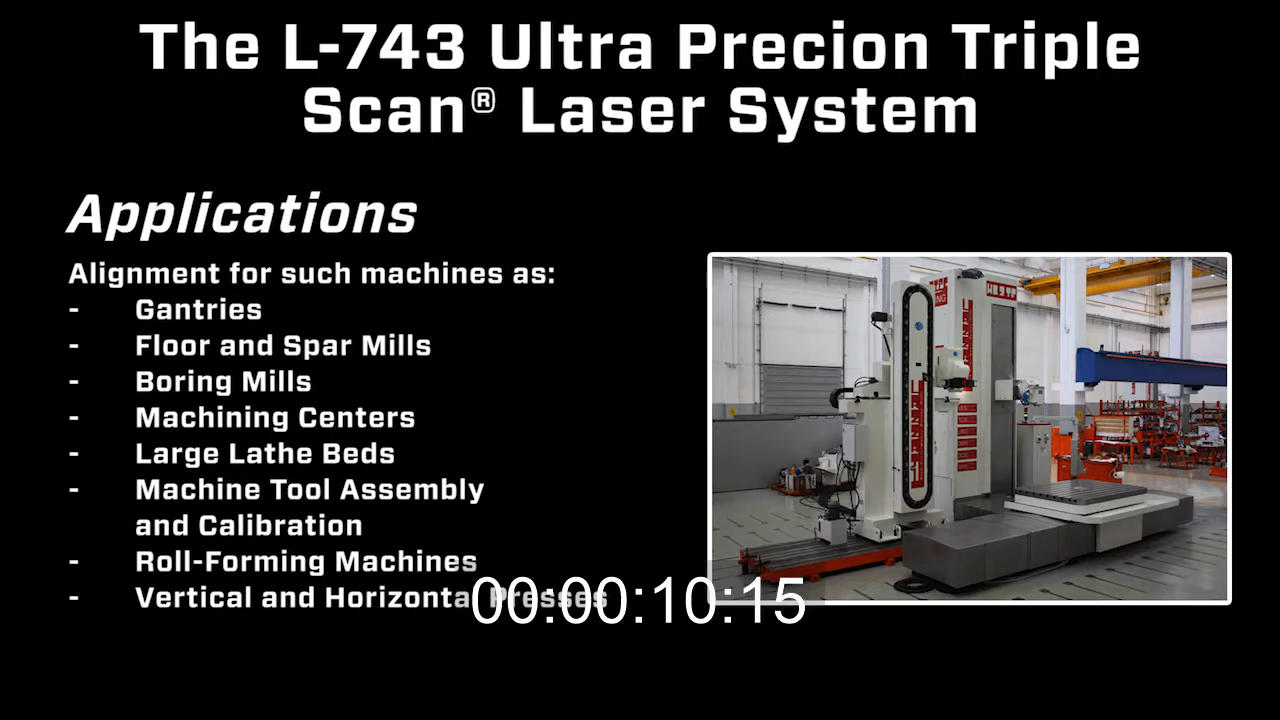 The L-743 Ultra Precion Triple
Scan® Laser System
Applications
Alignment for such machines as:
- Gantries
- Floor and Spar Mills
- Boring Mills
- Machining Centers
- Large Lathe Beds
- Machine Tool Assembly
and Calibration
- Roll-Forming Machines
- Vertical and Horizontal Presses
00:00:10:15